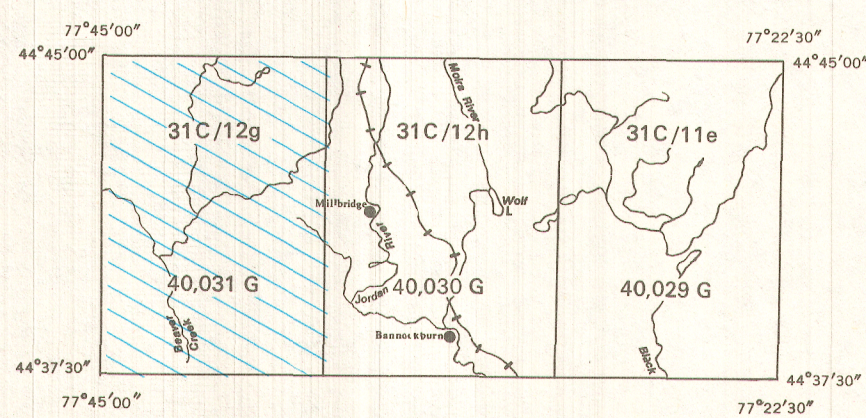 77°45′00″
77°22′30″
44°45′00″
44°45′00″
31C/12g
31C/12h
31C/11e
Moira River
Millbridge
River
Wolf
L
40,031 G
40,030 G
40,029 G
Jordan
Beaver
Creek
Bannockburn
Black
44°37′30″
44°37′30″
77°45′00″
77°22′30″